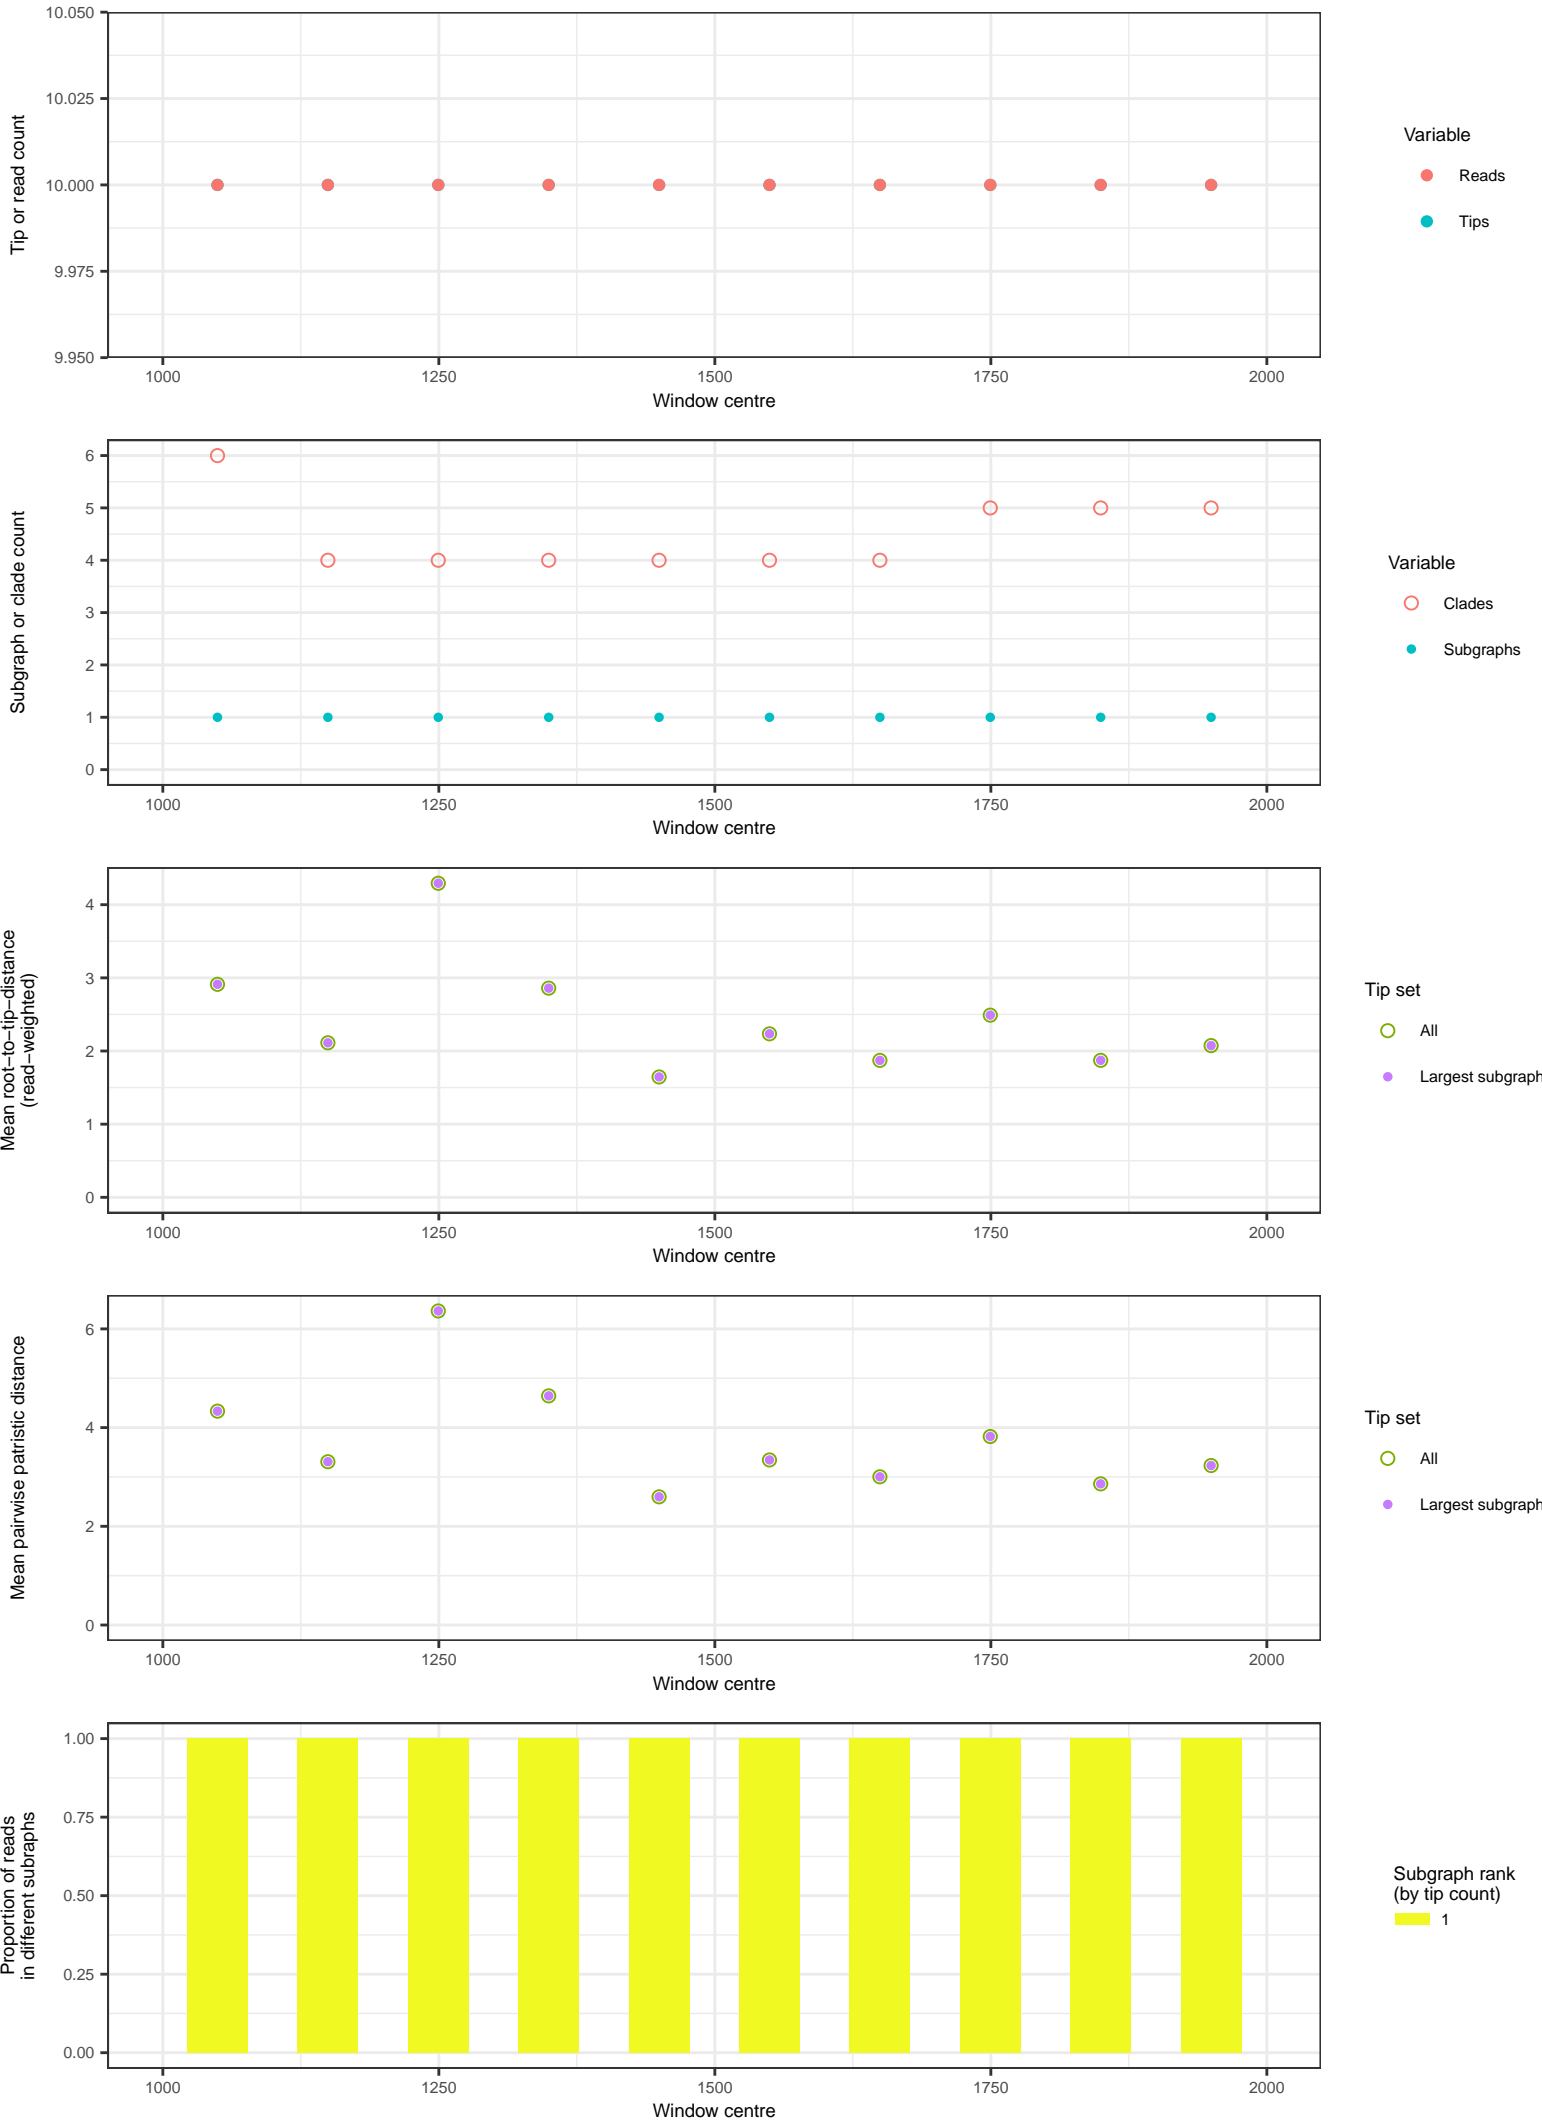 10.050
10.025
10.000
9.975
9.950
Tip or read count
1000
1250
1500
1750
2000
Window centre
Variable
Reads
Tips
6
5
4
3
2
1
0
Subgraph or clade count
1000
1250
1500
1750
2000
Window centre
Variable
Clades
Subgraphs
4
3
2
1
0
Mean root−to−tip−distance
(read−weighted)
1000
1250
1500
1750
2000
Window centre
Tip set
All
Largest subgraph
6
4
2
0
Mean pairwise patristic distance
1000
1250
1500
1750
2000
Window centre
Tip set
All
Largest subgraph
1.00
0.75
0.50
0.25
0.00
Proportion of reads
in different subraphs
1000
1250
1500
1750
2000
Window centre
Subgraph rank
(by tip count)
1